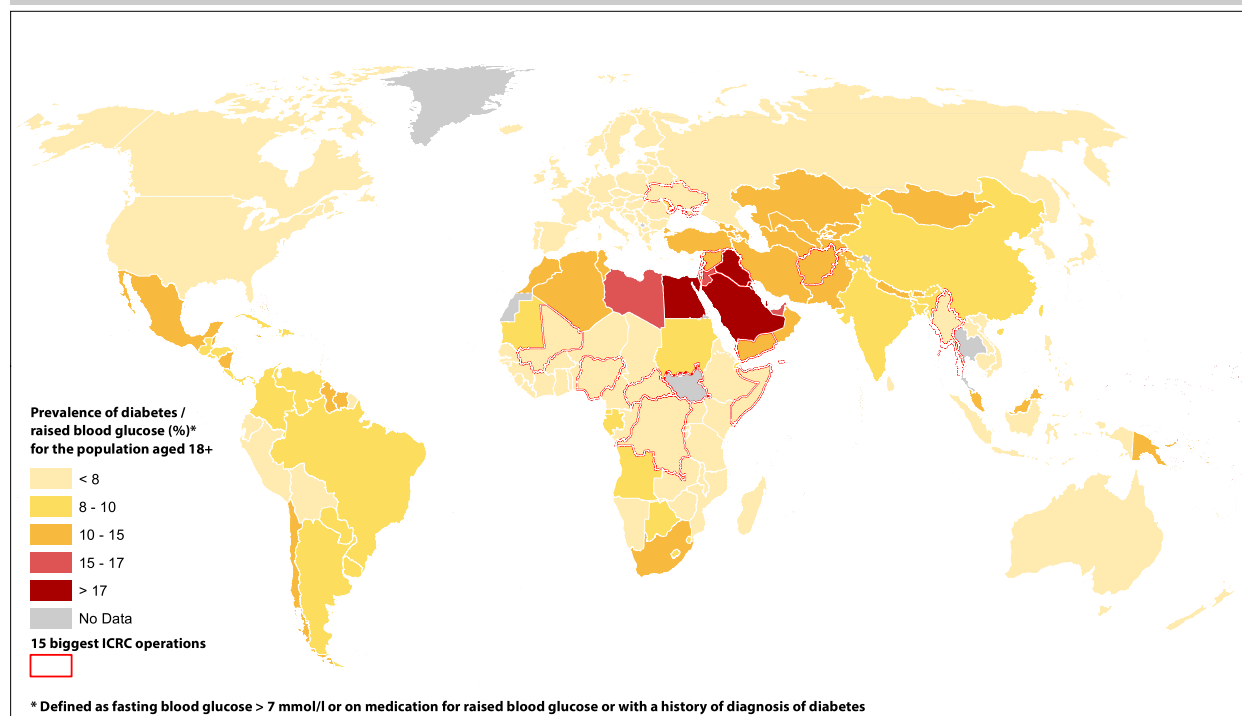 Prevalence of diabetes /
raised blood glucose (%)*
for the population aged 18+
< 8
8 - 10
10 - 15
15 - 17
> 17
No Data
15 biggest ICRC operations
* Defined as fasting blood glucose > 7 mmol/l or on medication for raised blood glucose or with a history of diagnosis of diabetes